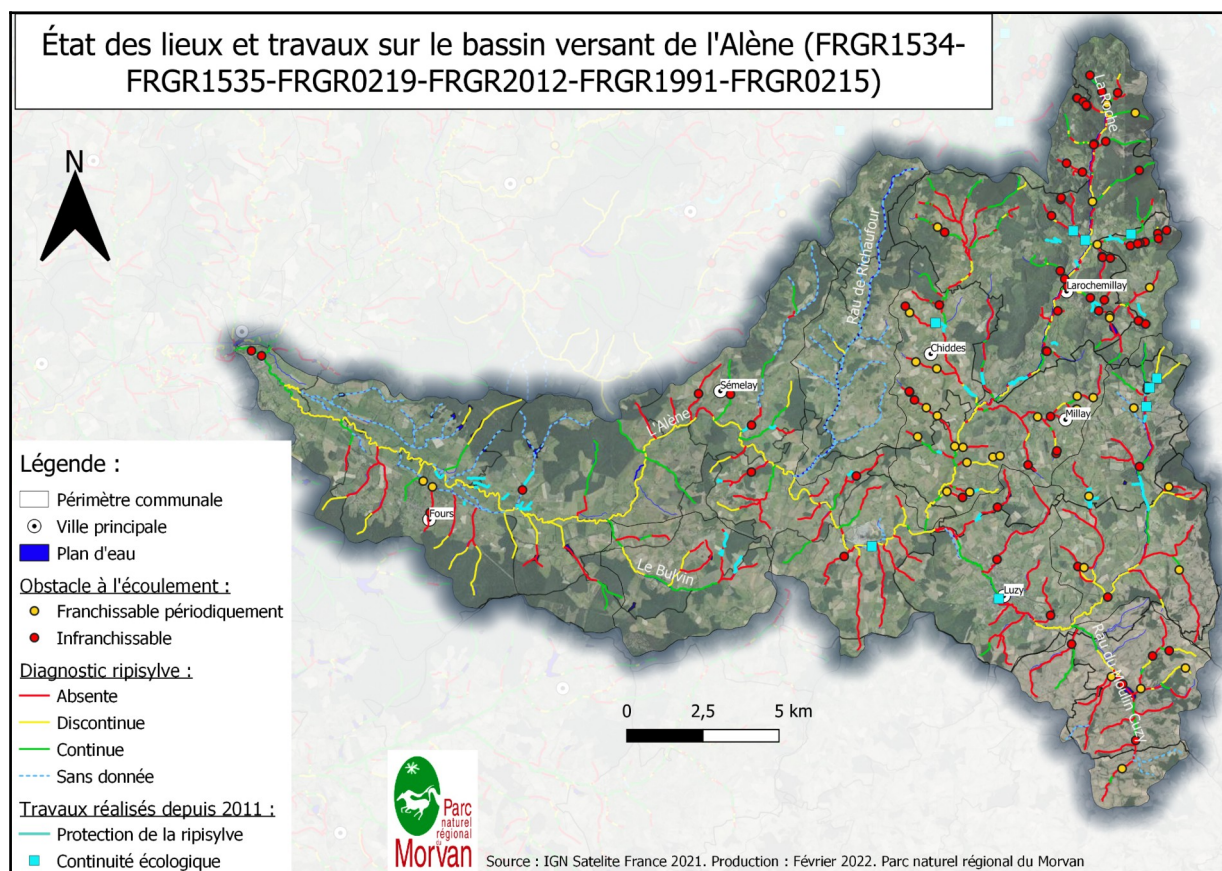 État des lieux et travaux sur le bassin versant de l'Alène (FRGR1534-
FRGR1535-FRGR0219-FRGR2012-FRGR1991-FRGR0215)
N
La Roche
Rau de Richaufour
Larochemillay
Chiddes
Sémelay
L'Alène
Millay
Fours
Le Bulvin
Luzy
Rau du Moulin Cuzy
Légende :
Périmètre communale
Ville principale
Plan d'eau
Obstacle à l'écoulement :
Franchissable périodiquement
Infranchissable
Diagnostic ripisylve :
Absente
Discontinue
Continue
Sans donnée
Travaux réalisés depuis 2011 :
Protection de la ripisylve
Continuité écologique
0 2,5 5 km
Parc
naturel
régional
du
Morvan
Source : IGN Satelite France 2021. Production : Février 2022. Parc naturel régional du Morvan